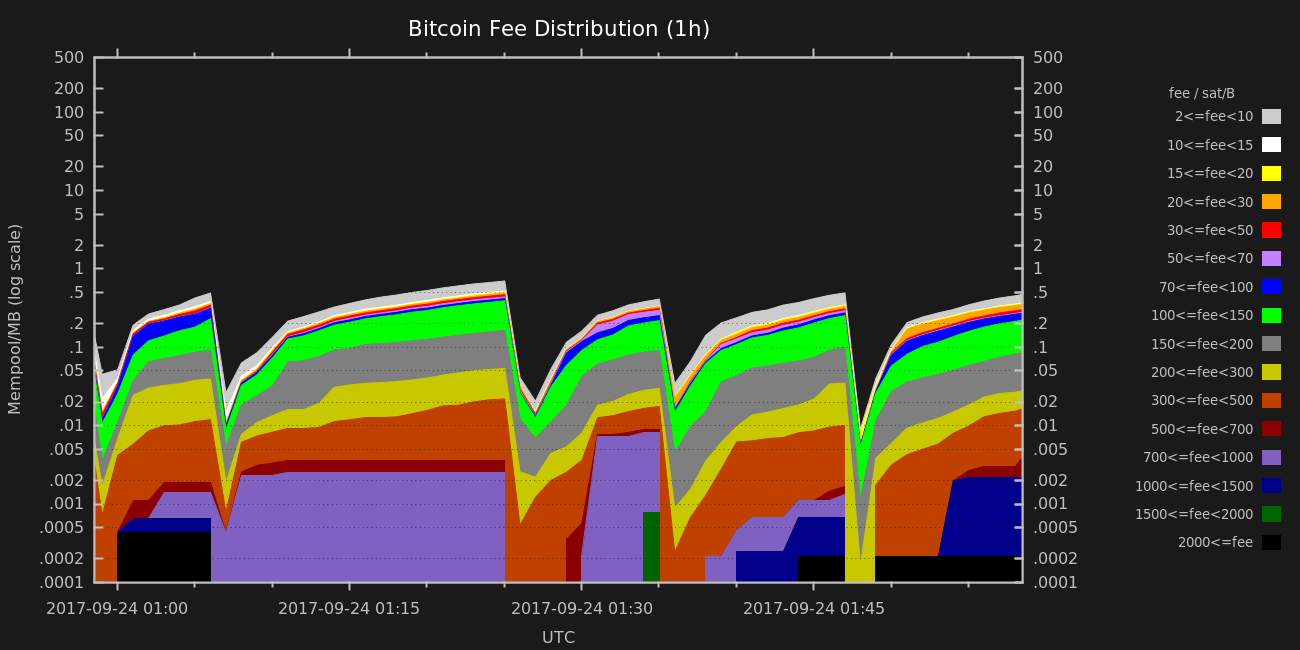 Bitcoin Fee Distribution (1h)
500
200
100
50
20
10
5
2
1
.5
.2
.1
.05
.02
.01
.005
.002
.001
.0005
.0002
.0001
Mempool/MB (log scale)
500
200
100
50
20
10
5
2
1
.5
.2
.1
.05
.02
.01
.005
.002
.001
.0005
.0002
.0001
fee / sat/B
2<=fee<10
10<=fee<15
15<=fee<20
20<=fee<30
30<=fee<50
50<=fee<70
70<=fee<100
100<=fee<150
150<=fee<200
200<=fee<300
300<=fee<500
500<=fee<700
700<=fee<1000
1000<=fee<1500
1500<=fee<2000
2000<=fee
2017-09-24 01:00 2017-09-24 01:15 2017-09-24 01:30 2017-09-24 01:45
UTC